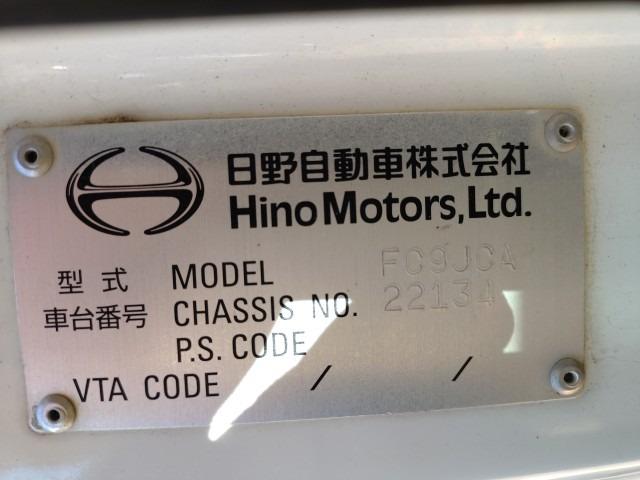 日野自動車株式会社
Hino Motors, Ltd.
型式 MODEL FC9JCA
車台番号 CHASSIS NO. 22134
P.S. CODE
VTA CODE / /